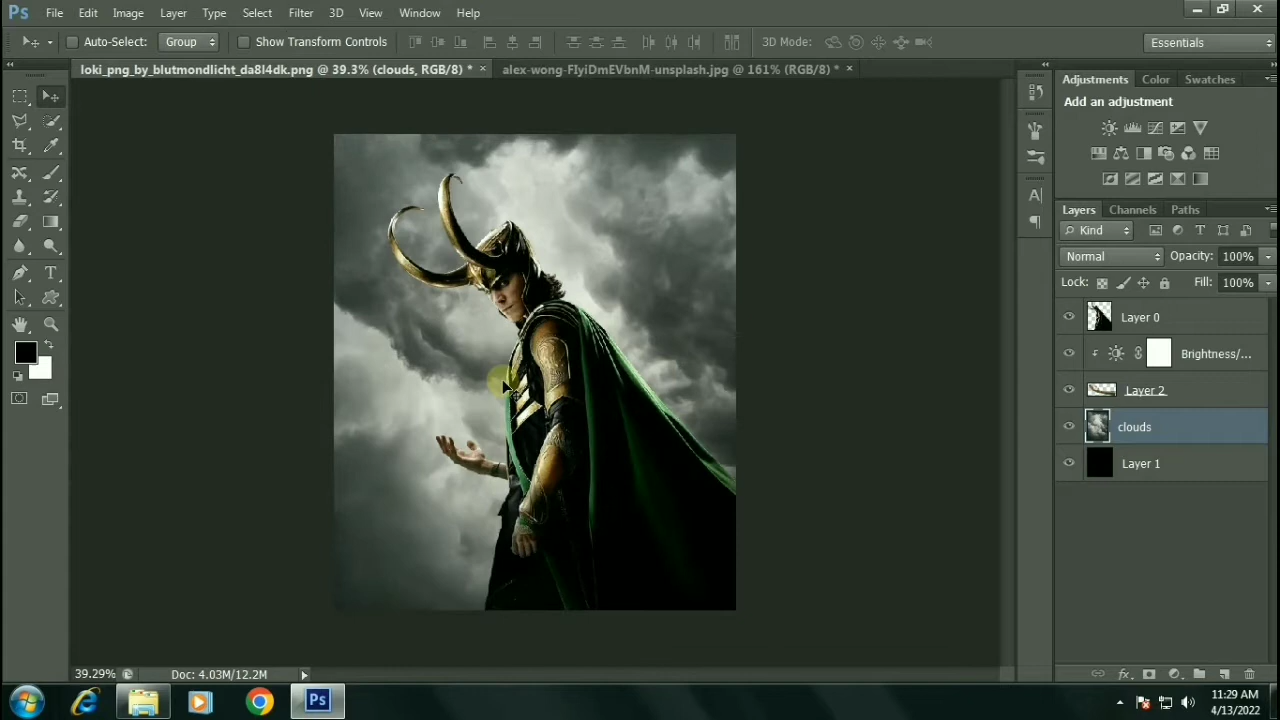 Ps File Edit Image Layer Type Select Filter 3D View Window Help
Auto-Select: Group Show Transform Controls 3D Mode: Essentials
loki_png_by_blutmondlicht_da8l4dk.png @ 39.3% (clouds, RGB/8) * × alex-wong-FIyiDmEVbnM-unsplash.jpg @ 161% (RGB/8) * ×
Adjustments Color Swatches
Add an adjustment
Layers Channels Paths
Kind
Normal Opacity: 100%
Lock: Fill: 100%
Layer 0
Brightness/...
Layer 2
clouds
Layer 1
39.29% Doc: 4.03M/12.2M
Ps
11:29 AM
4/13/2022